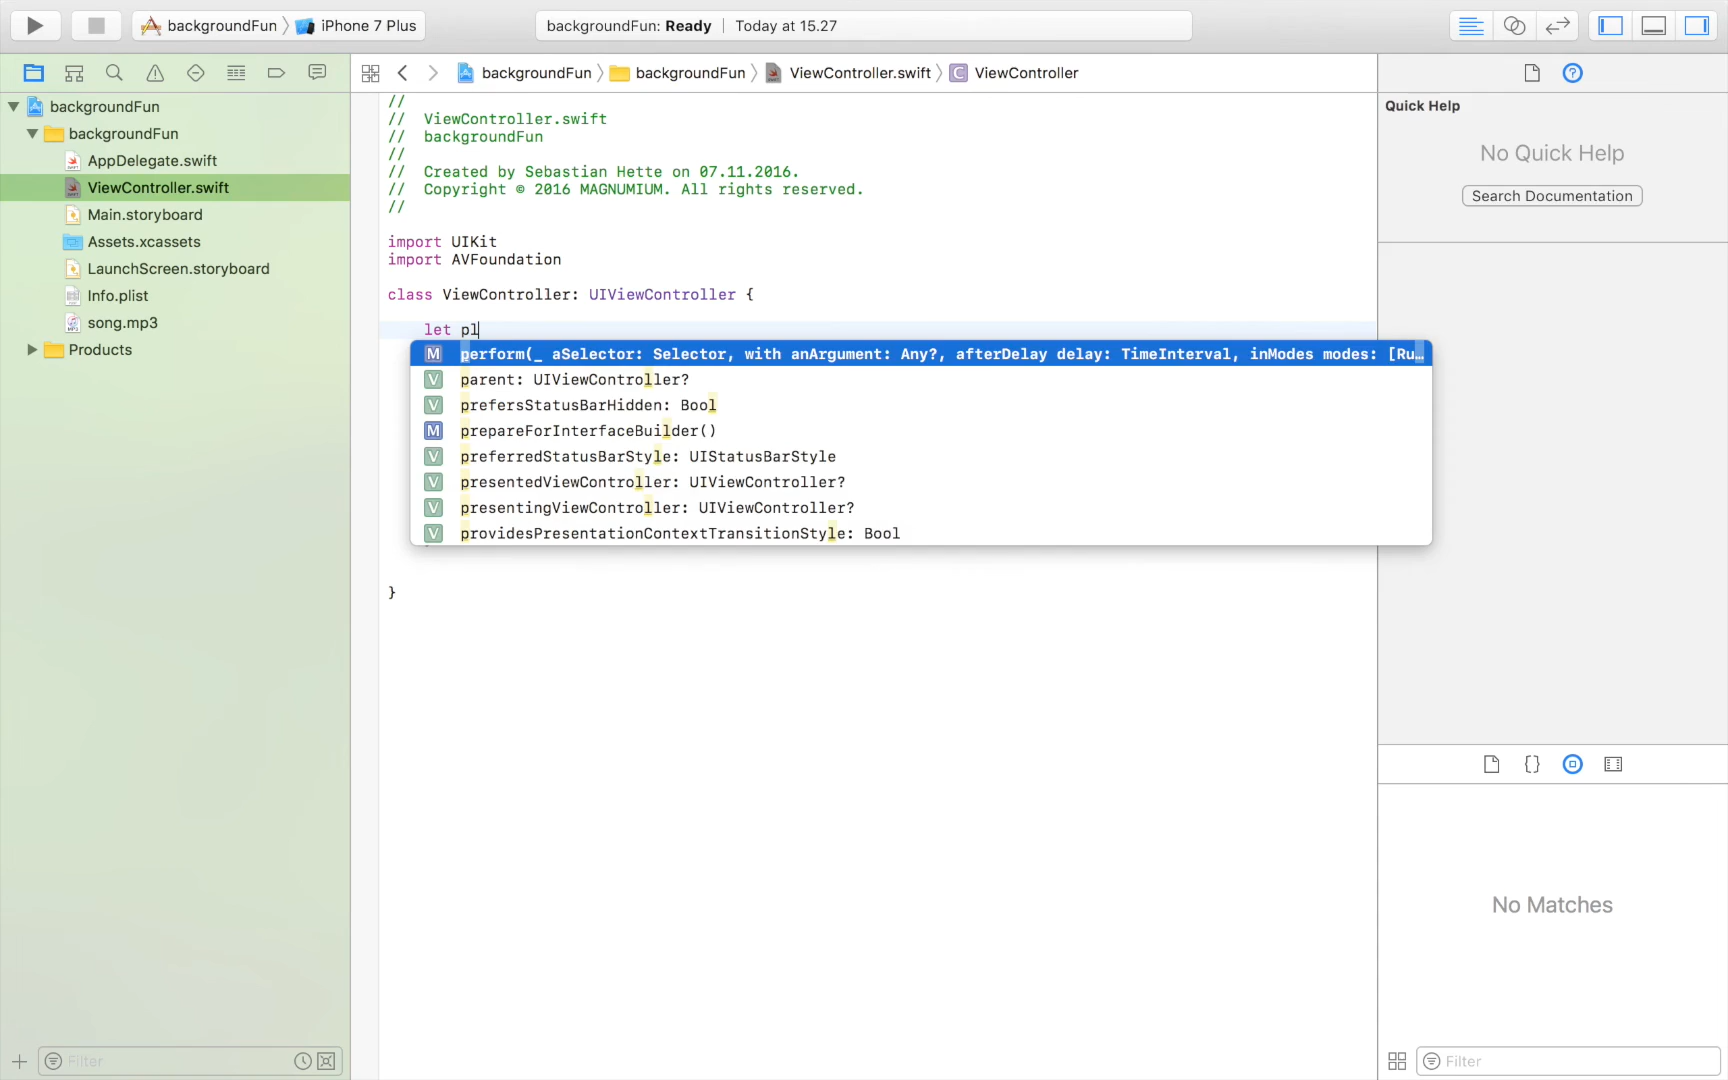 backgroundFun iPhone 7 Plus
backgroundFun: Ready Today at 15.27
backgroundFun backgroundFun ViewController.swift C ViewController
backgroundFun
backgroundFun
AppDelegate.swift
ViewController.swift
Main.storyboard
Assets.xcassets
LaunchScreen.storyboard
Info.plist
song.mp3
Products
Filter
//
// ViewController.swift
// backgroundFun
//
// Created by Sebastian Hette on 07.11.2016.
// Copyright © 2016 MAGNUMIUM. All rights reserved.
//
import UIKit
import AVFoundation
class ViewController: UIViewController {
let pl
M perform(_ aSelector: Selector, with anArgument: Any?, afterDelay delay: TimeInterval, inModes modes: [Ru…
V parent: UIViewController?
V prefersStatusBarHidden: Bool
M prepareForInterfaceBuilder()
V preferredStatusBarStyle: UIStatusBarStyle
V presentedViewController: UIViewController?
V presentingViewController: UIViewController?
V providesPresentationContextTransitionStyle: Bool
}
Quick Help
No Quick Help
Search Documentation
{}
No Matches
Filter